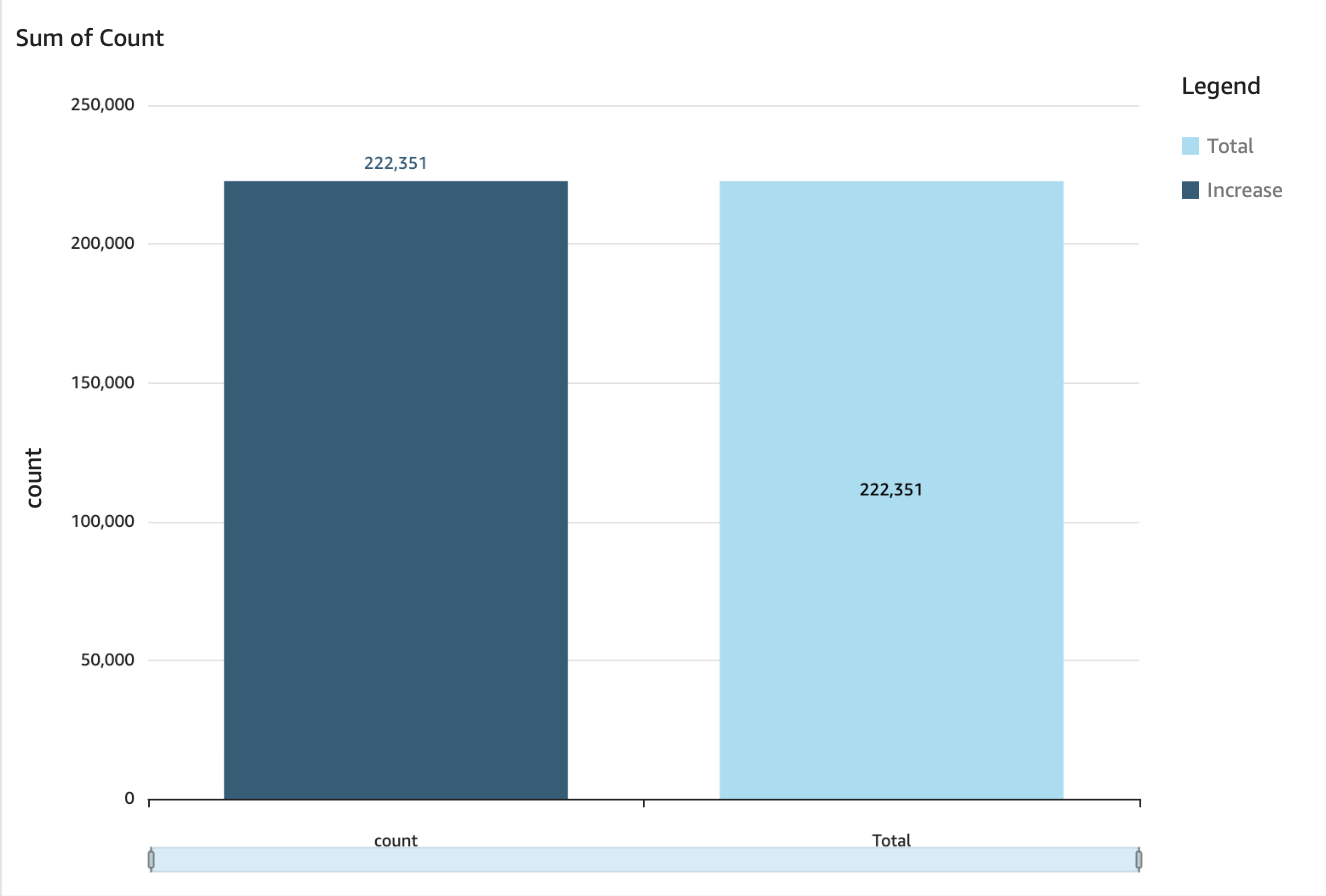 Sum of Count
Legend
Total
Increase
250,000
200,000
150,000
100,000
50,000
0
count
222,351
222,351
count
Total